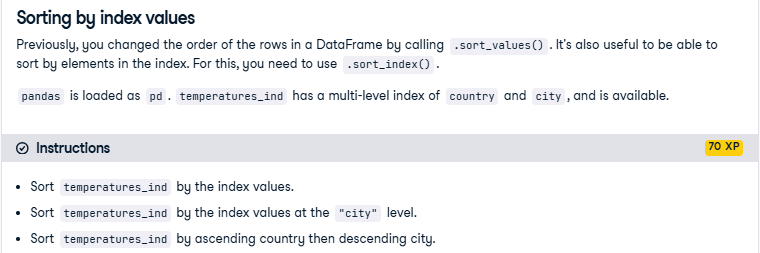 Sorting by index values
Previously, you changed the order of the rows in a DataFrame by calling .sort_values(). It's also useful to be able to
sort by elements in the index. For this, you need to use .sort_index() .
pandas is loaded as pd. temperatures_ind has a multi-level index of country and city, and is available.
Instructions 70 XP
• Sort temperatures_ind by the index values.
• Sort temperatures_ind by the index values at the "city" level.
• Sort temperatures_ind by ascending country then descending city.